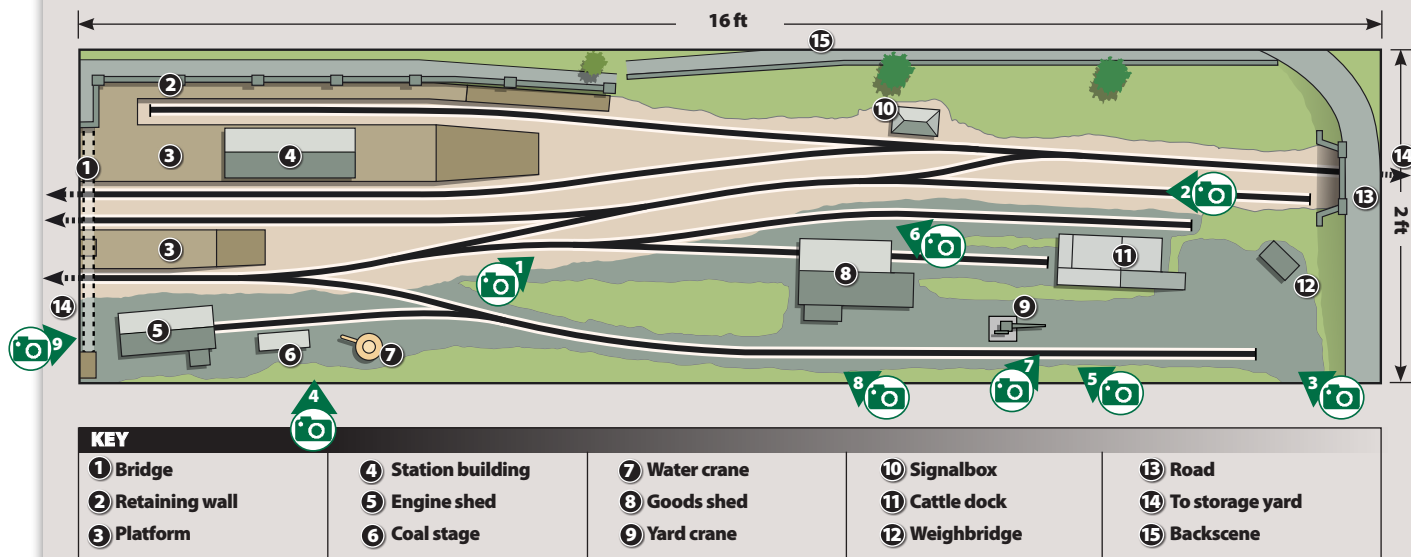 16 ft
15
2
10
1
3
4
14
2
13
2 ft
3
6
11
1
8
12
14
9
5
9
6
7
7
4
8
5
3
KEY
1 Bridge
2 Retaining wall
3 Platform
4 Station building
5 Engine shed
6 Coal stage
7 Water crane
8 Goods shed
9 Yard crane
10 Signalbox
11 Cattle dock
12 Weighbridge
13 Road
14 To storage yard
15 Backscene